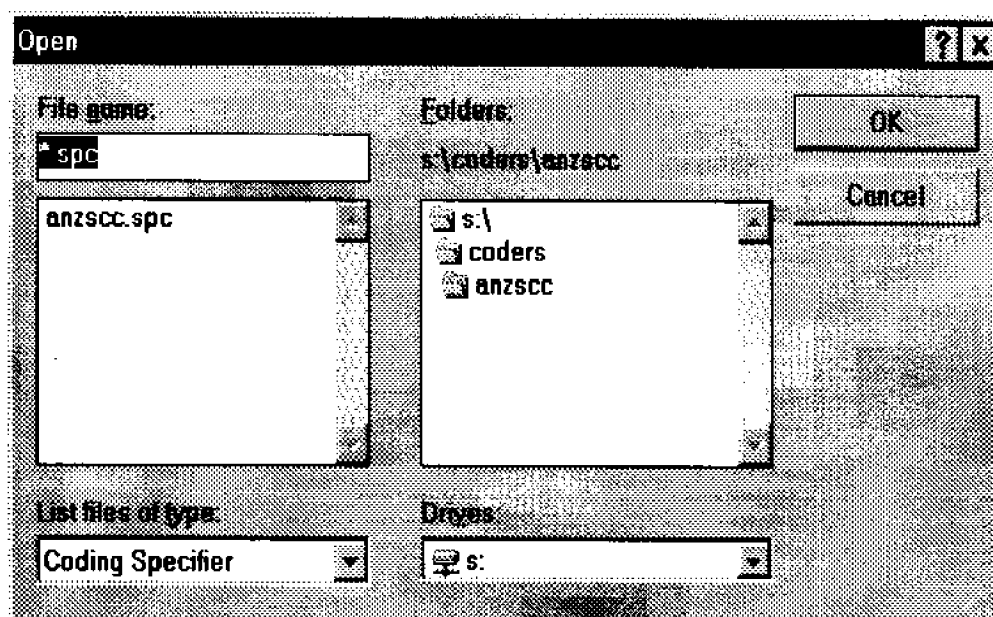 Open
File name:
*.spc
anzscc.spc
List files of type:
Coding Specifier
Folders:
s:\coders\anzscc
s:\
coders
anzscc
Drives:
s:
OK
Cancel